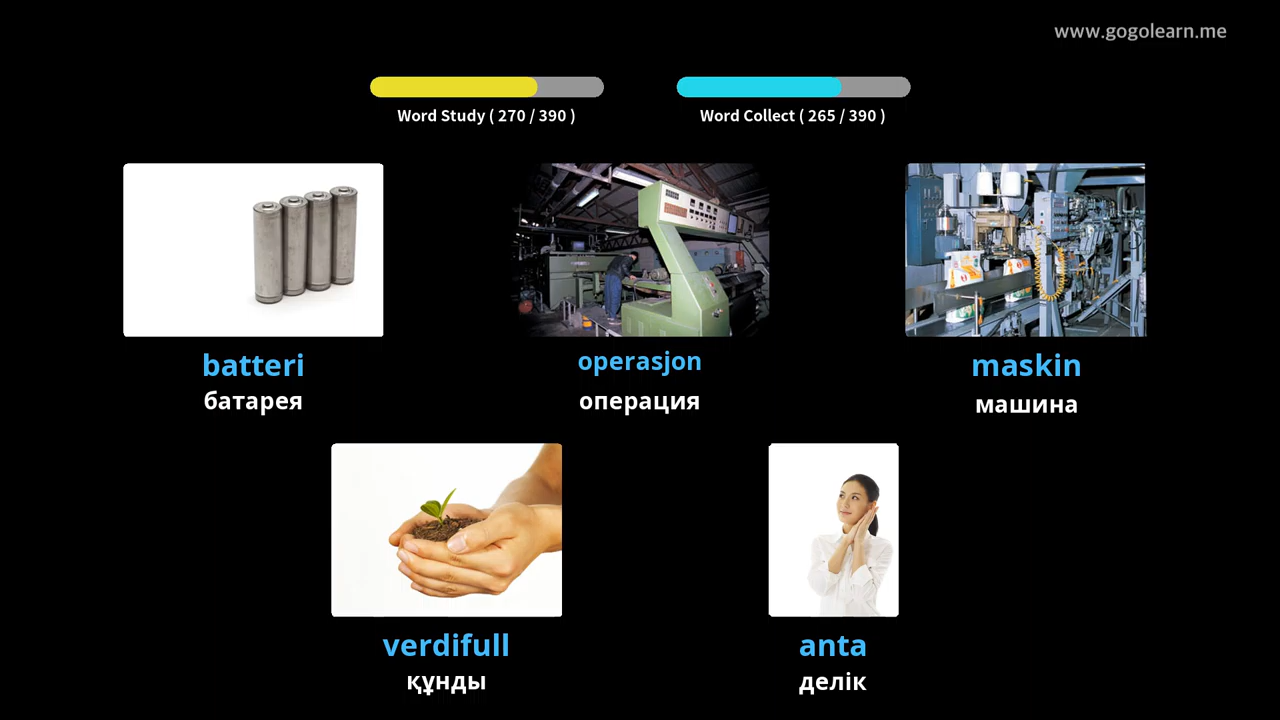 www.gogolearn.me
Word Study ( 270 / 390 )
Word Collect ( 265 / 390 )
batteri
батарея
operasjon
операция
maskin
машина
verdifull
құнды
anta
делік